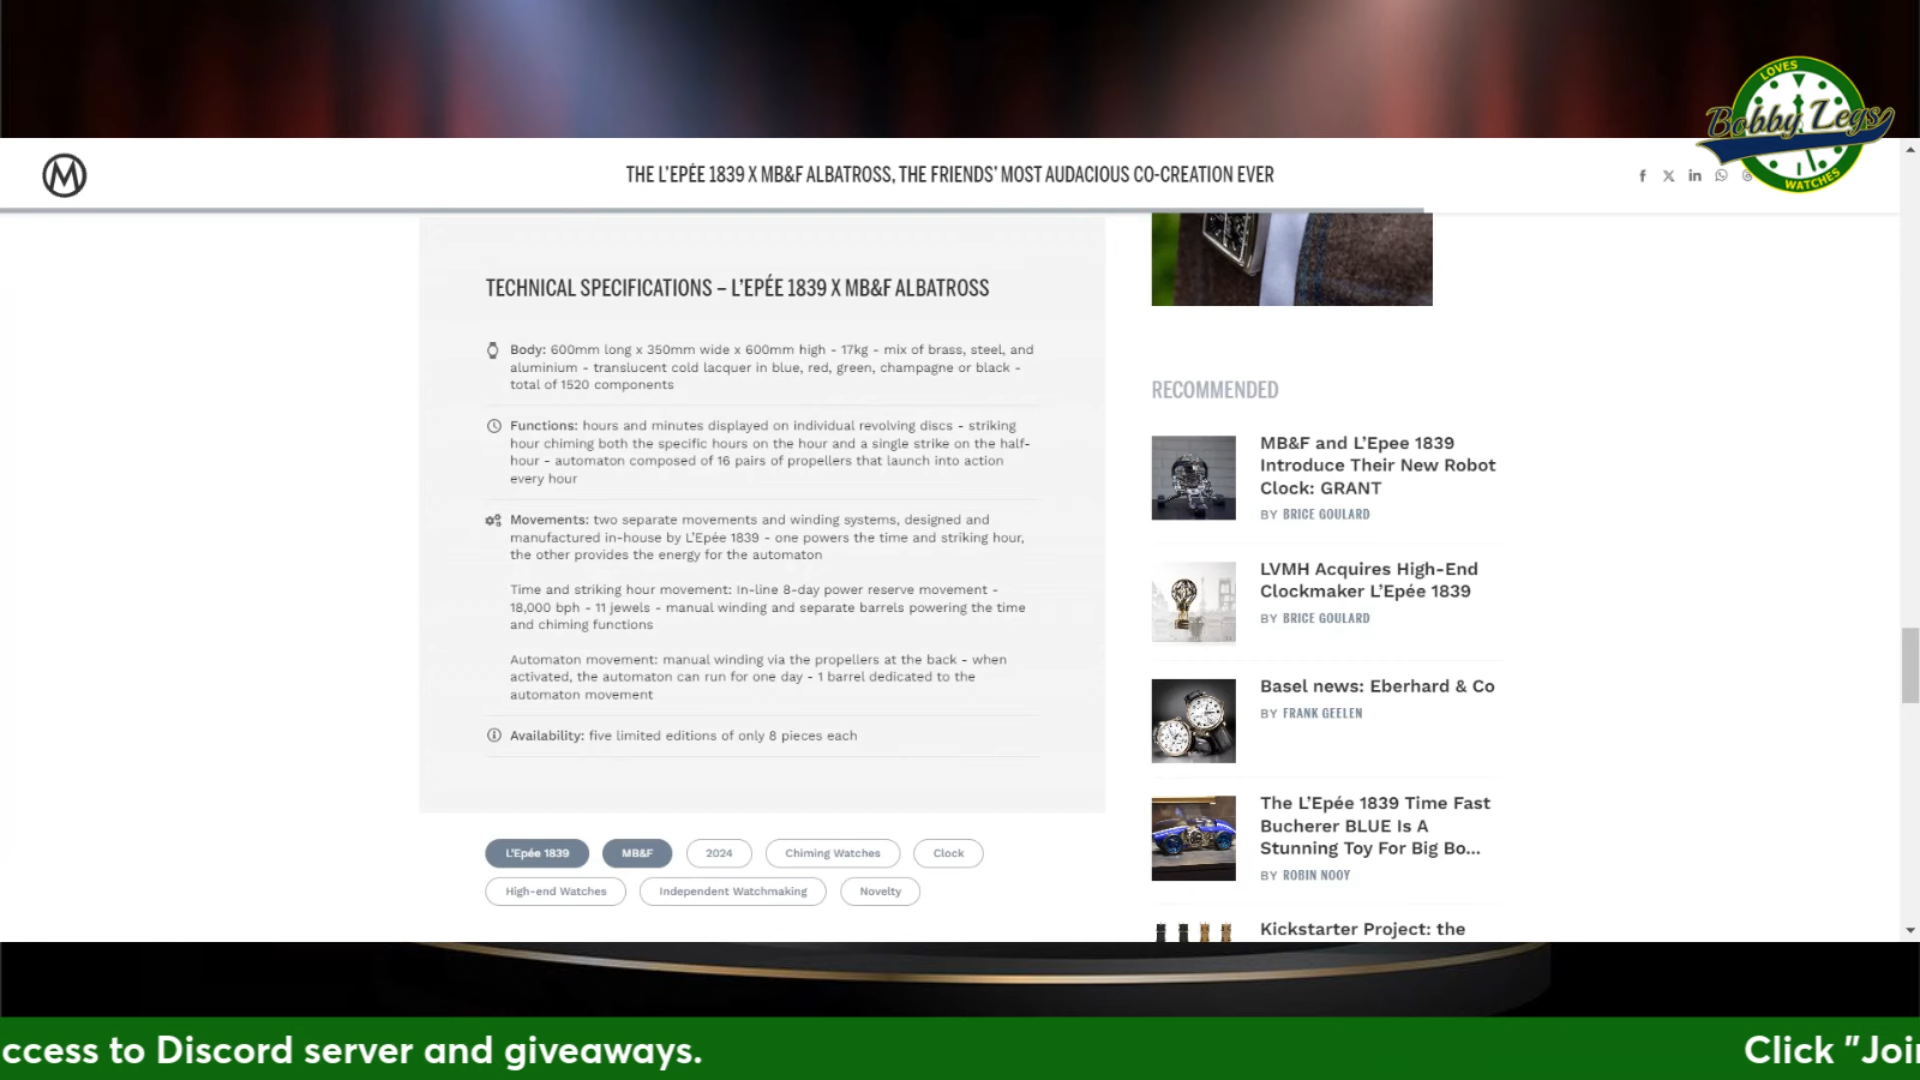 LOVES
Bobby Legs
WATCHES
M
THE L'EPÉE 1839 X MB&F ALBATROSS, THE FRIENDS' MOST AUDACIOUS CO-CREATION EVER
TECHNICAL SPECIFICATIONS – L'EPÉE 1839 X MB&F ALBATROSS
Body: 600mm long x 350mm wide x 600mm high - 17kg - mix of brass, steel, and
aluminium - translucent cold lacquer in blue, red, green, champagne or black -
total of 1520 components
Functions: hours and minutes displayed on individual revolving discs - striking
hour chiming both the specific hours on the hour and a single strike on the half-
hour - automaton composed of 16 pairs of propellers that launch into action
every hour
Movements: two separate movements and winding systems, designed and
manufactured in-house by L'Epée 1839 - one powers the time and striking hour,
the other provides the energy for the automaton
Time and striking hour movement: In-line 8-day power reserve movement -
18,000 bph - 11 jewels - manual winding and separate barrels powering the time
and chiming functions
Automaton movement: manual winding via the propellers at the back - when
activated, the automaton can run for one day - 1 barrel dedicated to the
automaton movement
Availability: five limited editions of only 8 pieces each
L'Epée 1839
MB&F
2024
Chiming Watches
Clock
High-end Watches
Independent Watchmaking
Novelty
RECOMMENDED
MB&F and L'Epee 1839
Introduce Their New Robot
Clock: GRANT
BY BRICE GOULARD
LVMH Acquires High-End
Clockmaker L'Epée 1839
BY BRICE GOULARD
Basel news: Eberhard & Co
BY FRANK GEELEN
The L'Epée 1839 Time Fast
Bucherer BLUE Is A
Stunning Toy For Big Bo...
BY ROBIN NOOY
Kickstarter Project: the
ccess to Discord server and giveaways.
Click "Joi